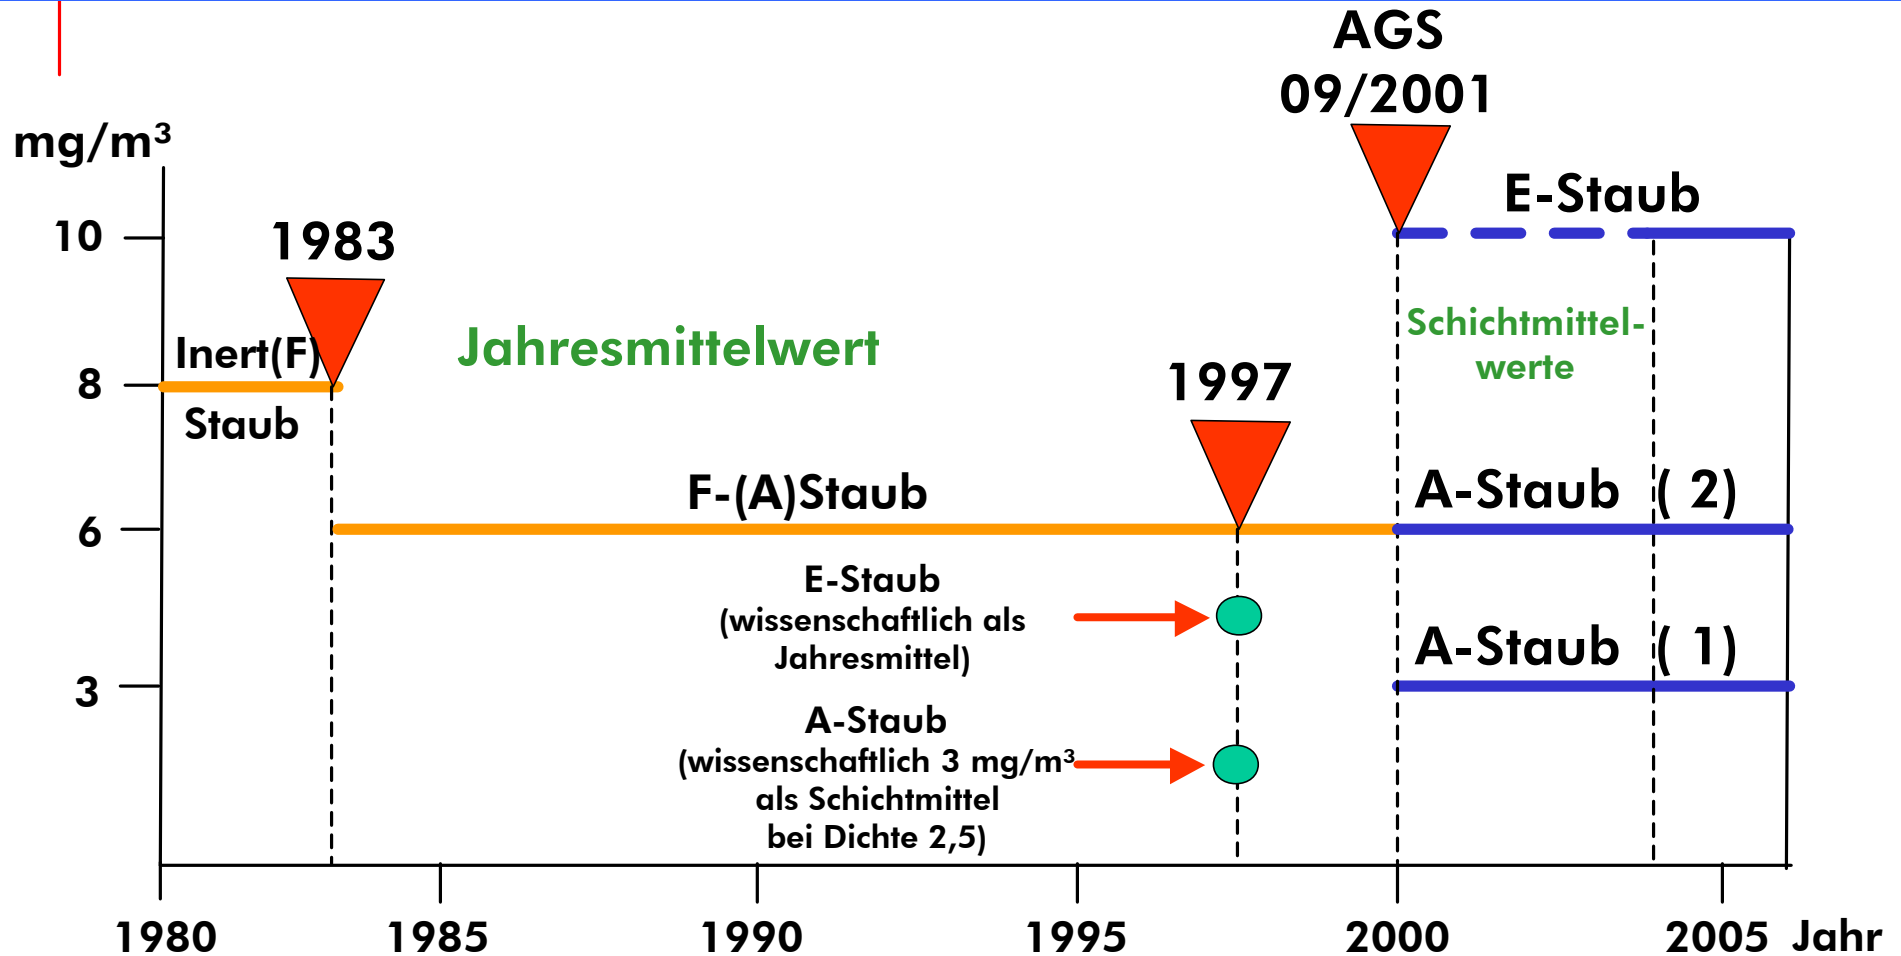 AGS
09/2001
mg/m³
10
8
6
3
1983
Inert(F)
Staub
Jahresmittelwert
1997
E-Staub
Schichtmittel-
werte
F-(A)Staub
A-Staub ( 2)
E-Staub
(wissenschaftlich als
Jahresmittel)
A-Staub ( 1)
A-Staub
(wissenschaftlich 3 mg/m³
als Schichtmittel
bei Dichte 2,5)
1980 1985 1990 1995 2000 2005 Jahr